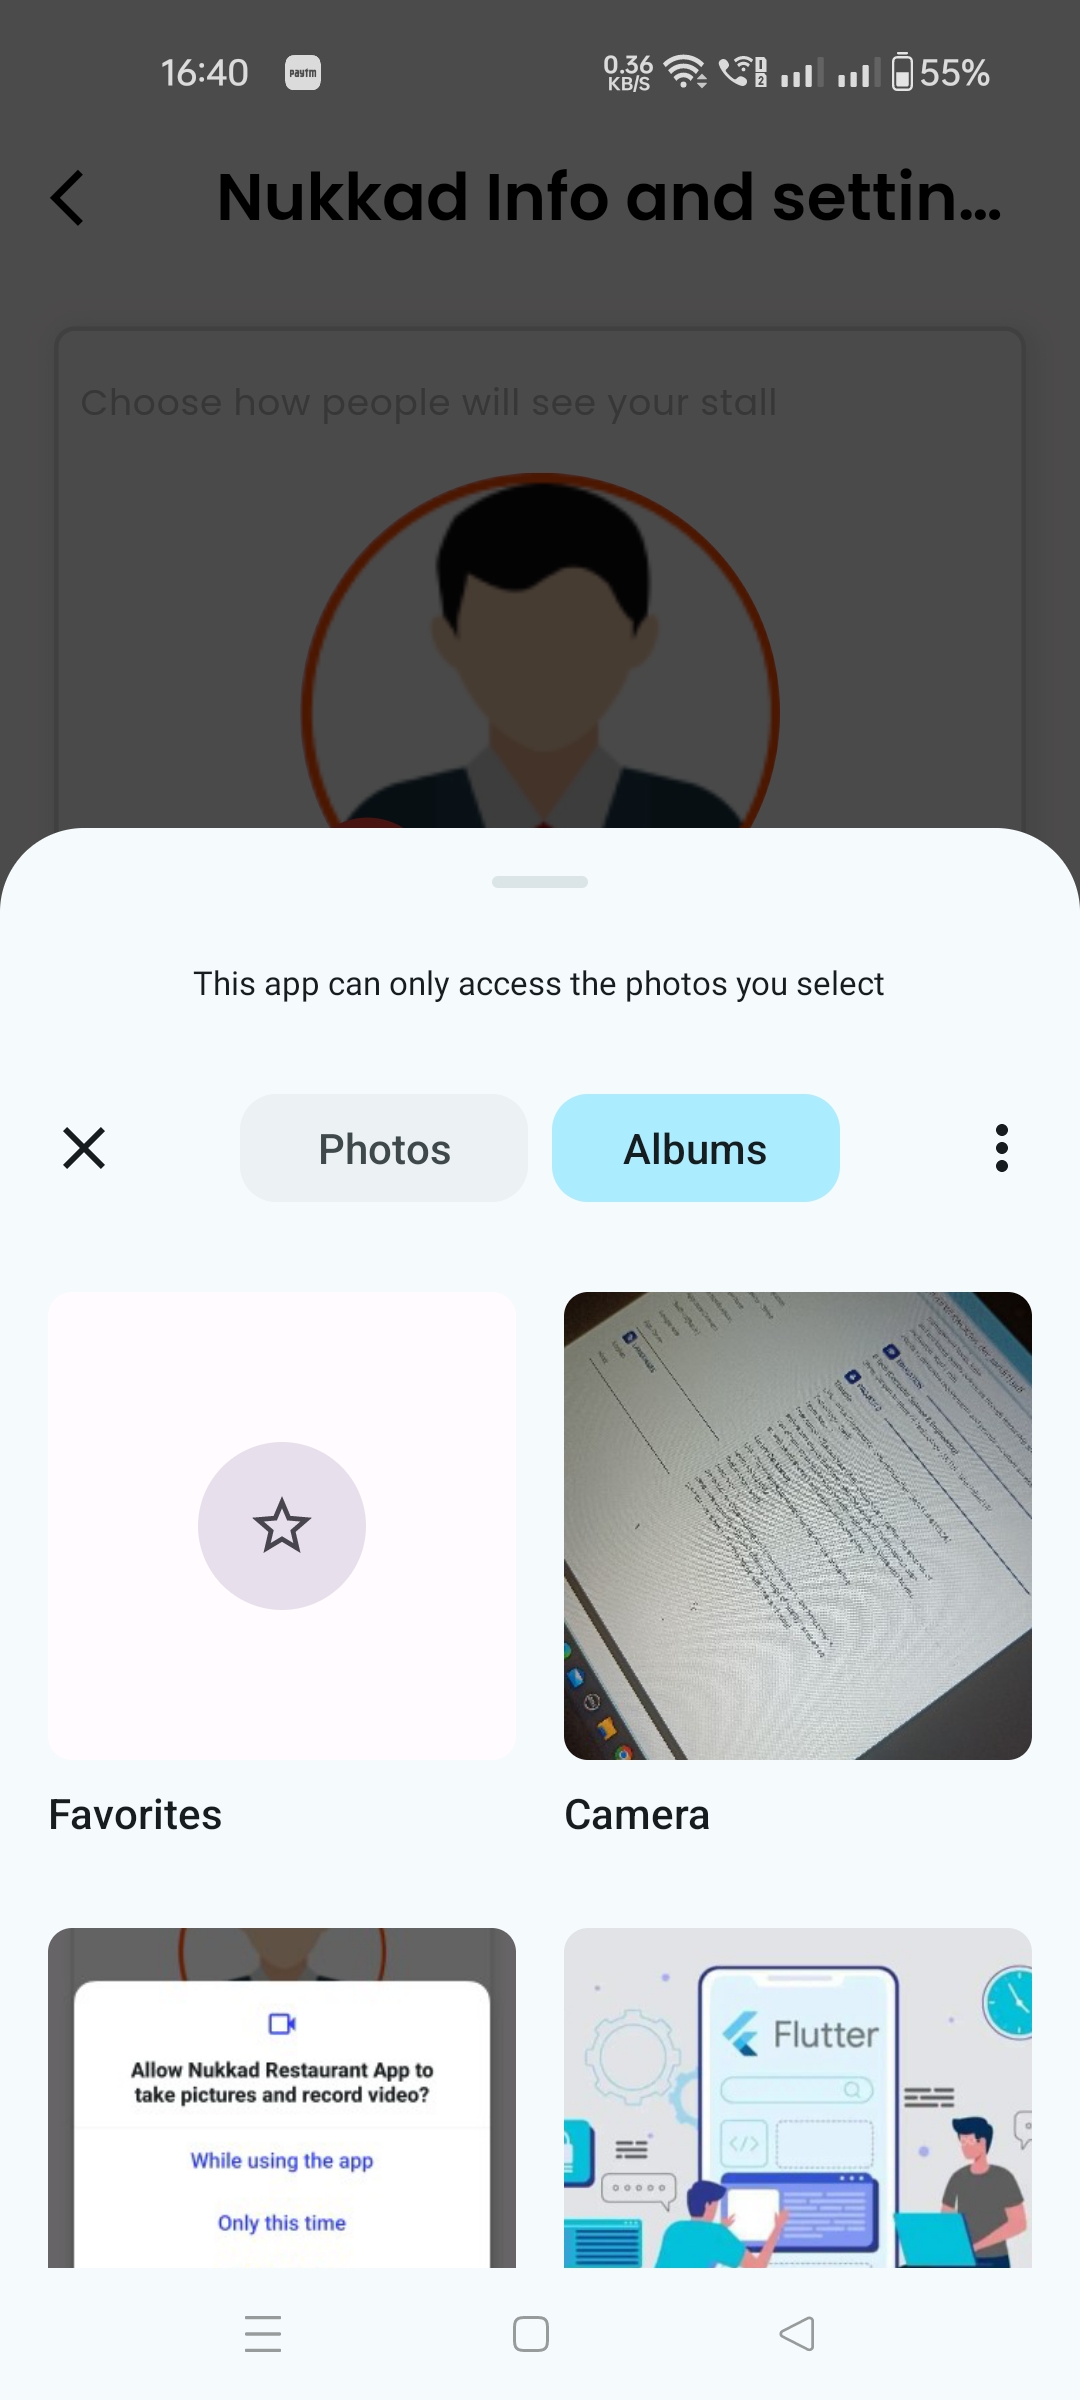 16:40
paytm
0.36
KB/S
1
2
55%
Nukkad Info and settin...
Choose how people will see your stall
This app can only access the photos you select
Photos
Albums
Favorites
Camera
Allow Nukkad Restaurant App to
take pictures and record video?
While using the app
Only this time
Flutter